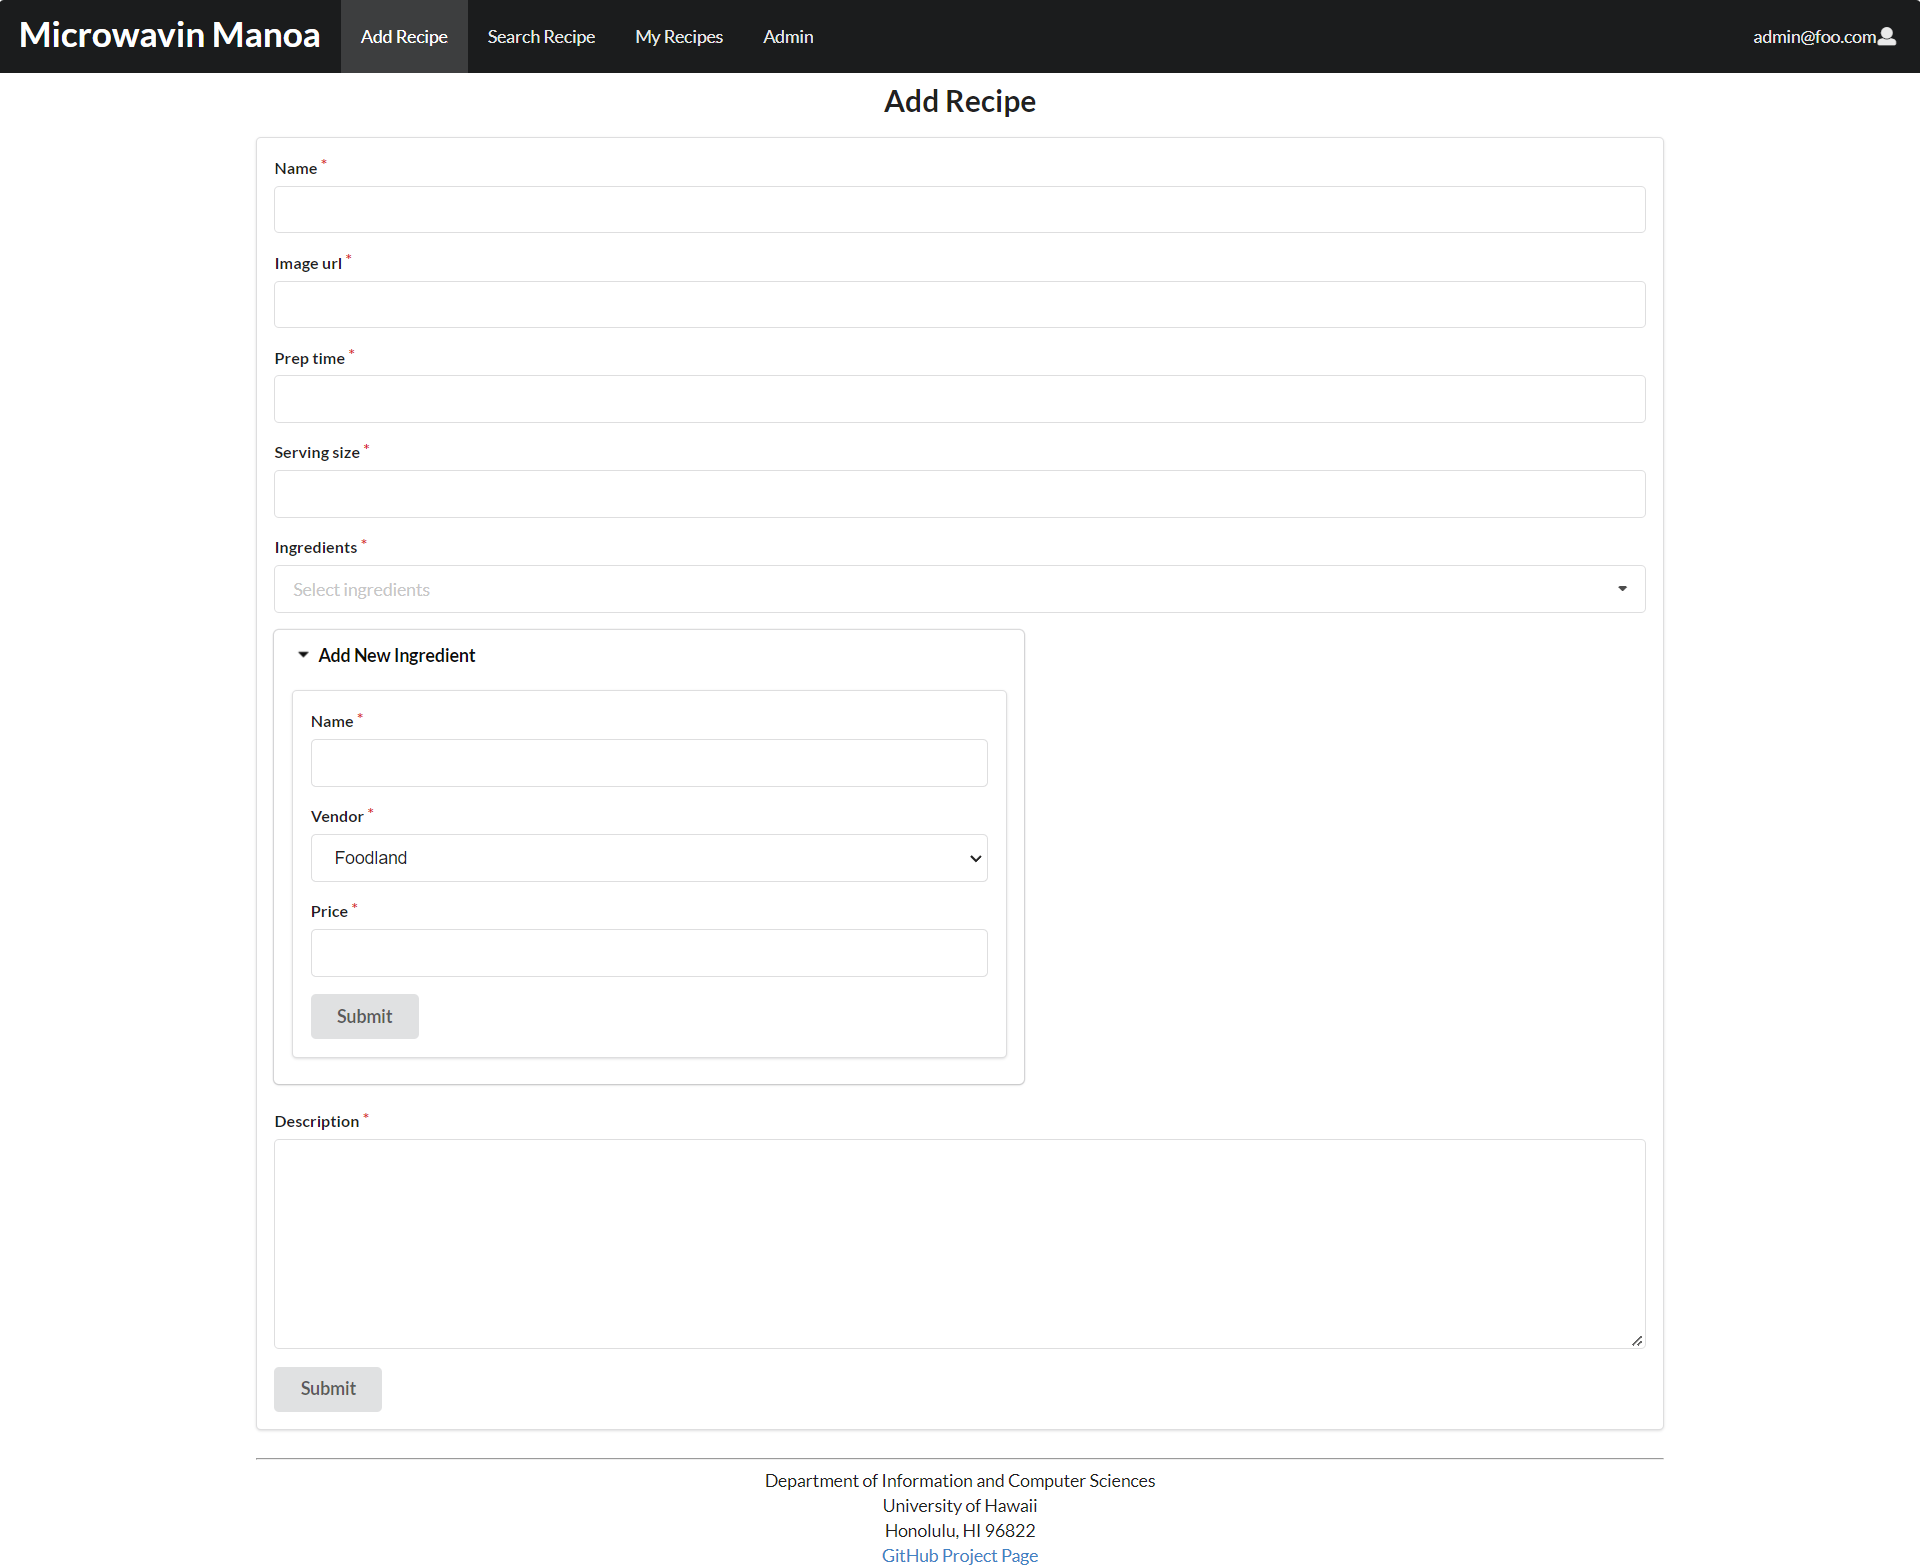 Microwavin Manoa Add Recipe Search Recipe My Recipes Admin admin@foo.com
Add Recipe
Name *
Image url *
Prep time *
Serving size *
Ingredients *
Select ingredients
Add New Ingredient
Name *
Vendor *
Foodland
Price *
Submit
Description *
Submit
Department of Information and Computer Sciences
University of Hawaii
Honolulu, HI 96822
GitHub Project Page